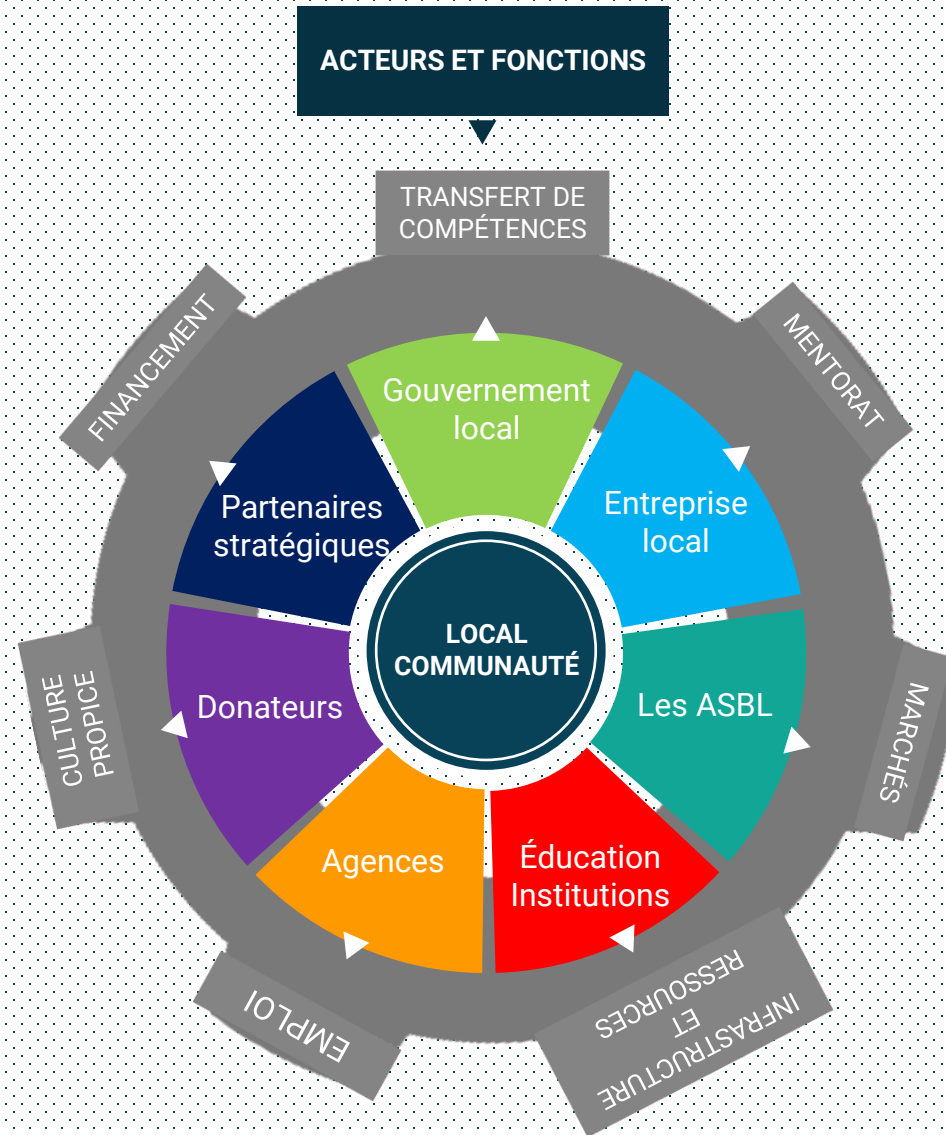 ACTEURS ET FONCTIONS
TRANSFERT DE
COMPÉTENCES
FINANCEMENT
MENTORAT
Gouvernement
local
Partenaires
stratégiques
Entreprise
local
LOCAL
COMMUNAUTÉ
CULTURE
PROPICE
Donateurs
Les ASBL
MARCHÉS
Agences
Éducation
Institutions
EMPLOI
INFRASTRUCTURE
ET
RESSOURCES